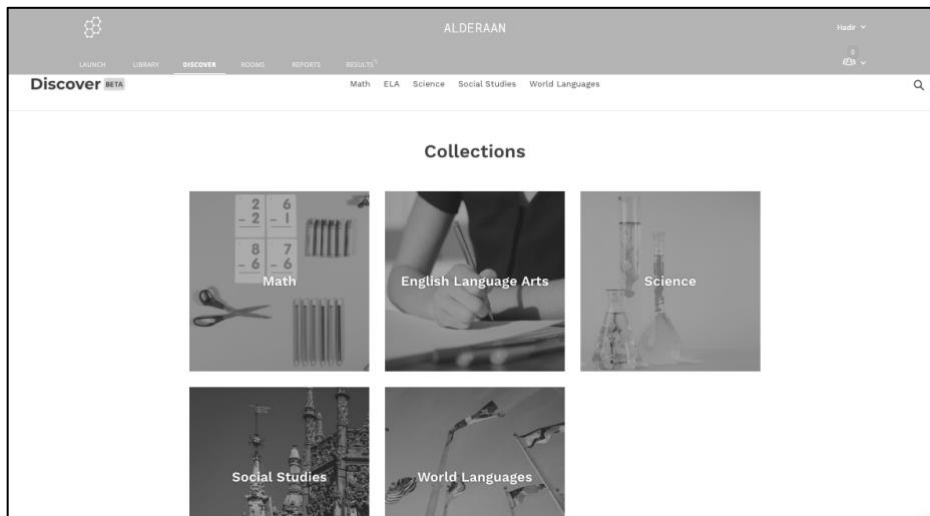 ALDERAAN
Hadir
LAUNCH LIBRARY DISCOVER ROOMS REPORTS RESULTS
0
Discover BETA
Math ELA Science Social Studies World Languages
Collections
2 6
- 2 - 1
8 7
- 6 - 6
Math
English Language Arts
Science
Social Studies
World Languages